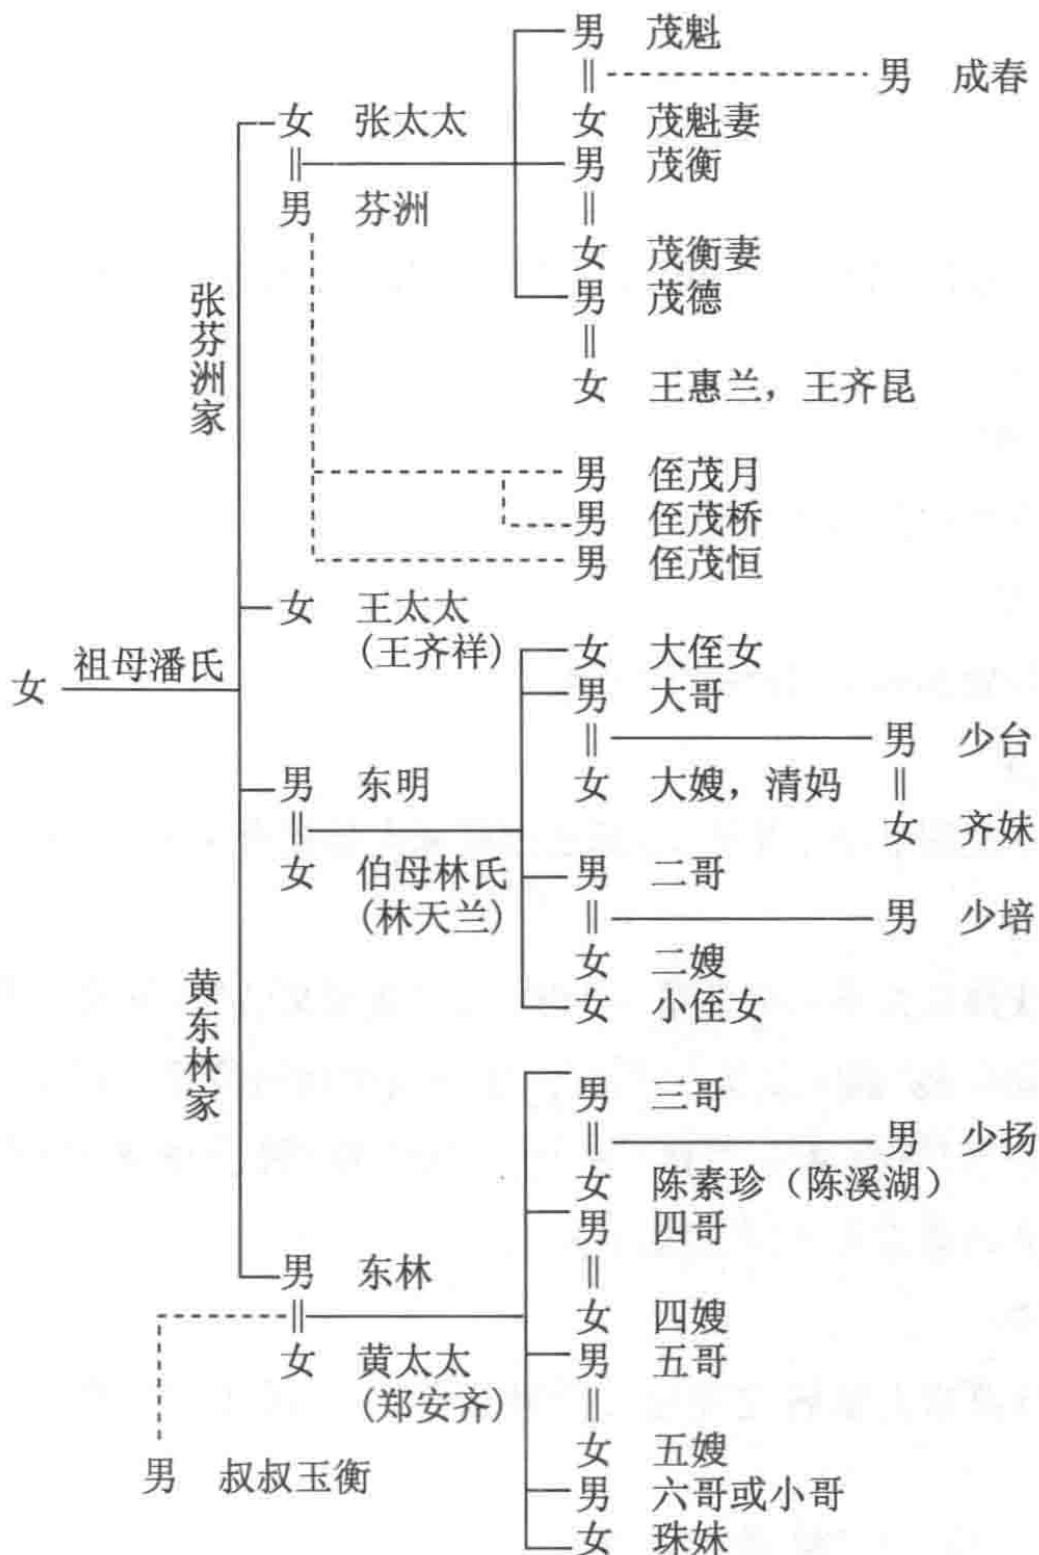 男 茂魁
男 成春
女 张太太
女 茂魁妻
男 茂衡
男 芬洲
女 茂衡妻
男 茂德
张芬洲家
女 王惠兰，王齐昆
男 侄茂月
男 侄茂桥
男 侄茂恒
女 王太太
(王齐祥)
女 大侄女
女 祖母潘氏
男 大哥
男 少台
男 东明
女 大嫂，清妈
女 齐妹
女 伯母林氏
(林天兰)
男 二哥
男 少培
女 二嫂
黄东林家
女 小侄女
男 三哥
男 少扬
女 陈素珍（陈溪湖）
男 四哥
男 东林
女 四嫂
女 黄太太
(郑安齐)
男 五哥
女 五嫂
男 叔叔玉衡
男 六哥或小哥
女 珠妹